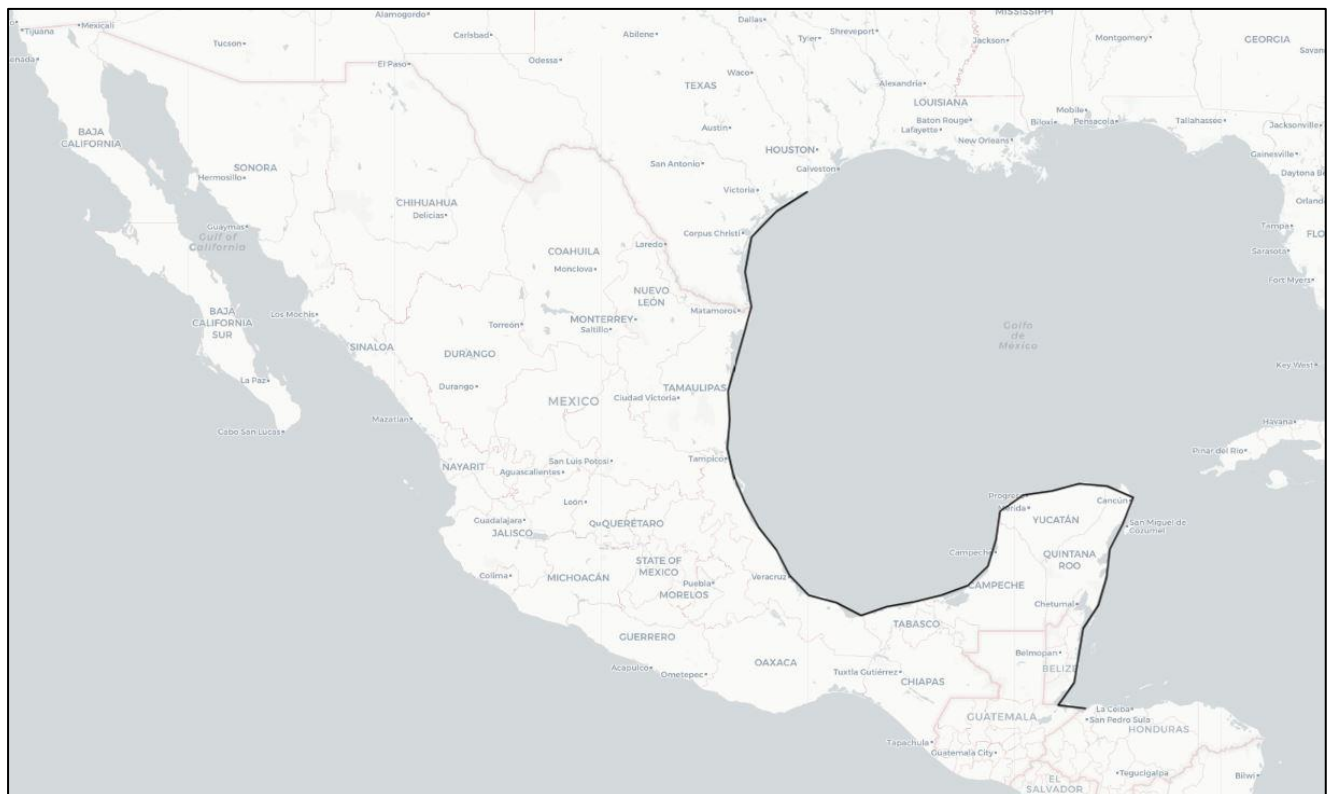 Tijuana
Mexicali
Alamogordo
Tucson
Carlsbad
Abilene
Dallas
Tyler
Shreveport
MISSISSIPPI
Jackson
Montgomery
GEORGIA
El Paso
Odessa
Waco
TEXAS
Alexandria
LOUISIANA
Baton Rouge
Lafayette
Mobile
Biloxi
Pensacola
Tallahassee
Jacksonville
BAJA
CALIFORNIA
Austin
New Orleans
HOUSTON
Galveston
Gainesville
SONORA
Hermosillo
San Antonio
Victoria
CHIHUAHUA
Delicias
Guaymas
Gulf of
California
Corpus Christi
Tampa
Sarasota
Fort Myers
COAHUILA
Laredo
Monclova
NUEVO
LEÓN
BAJA
CALIFORNIA
SUR
Los Mochis
Torreón
MONTERREY
Saltillo
Matamoros
Golfo
de
México
SINALOA
DURANGO
Key West
La Paz
Durango
TAMAULIPAS
Ciudad Victoria
MEXICO
Mazatlán
Cabo San Lucas
Havana
Pinar del Río
NAYARIT
San Luis Potosí
Aguascalientes
Tampico
León
Progreso
Mérida
Cancún
Guadalajara
JALISCO
QUERÉTARO
YUCATÁN
San Miguel de
Cozumel
STATE OF
MEXICO
Campeche
QUINTANA
ROO
Colima
MICHOACÁN
Puebla
MORELOS
Veracruz
CAMPECHE
Chetumal
GUERRERO
TABASCO
Belmopan
BELIZE
Acapulco
Ometepec
OAXACA
Tuxtla Gutiérrez
CHIAPAS
GUATEMALA
La Ceiba
San Pedro Sula
HONDURAS
Tapachula
Guatemala City
Tegucigalpa
Bilwi
EL
SALVADOR